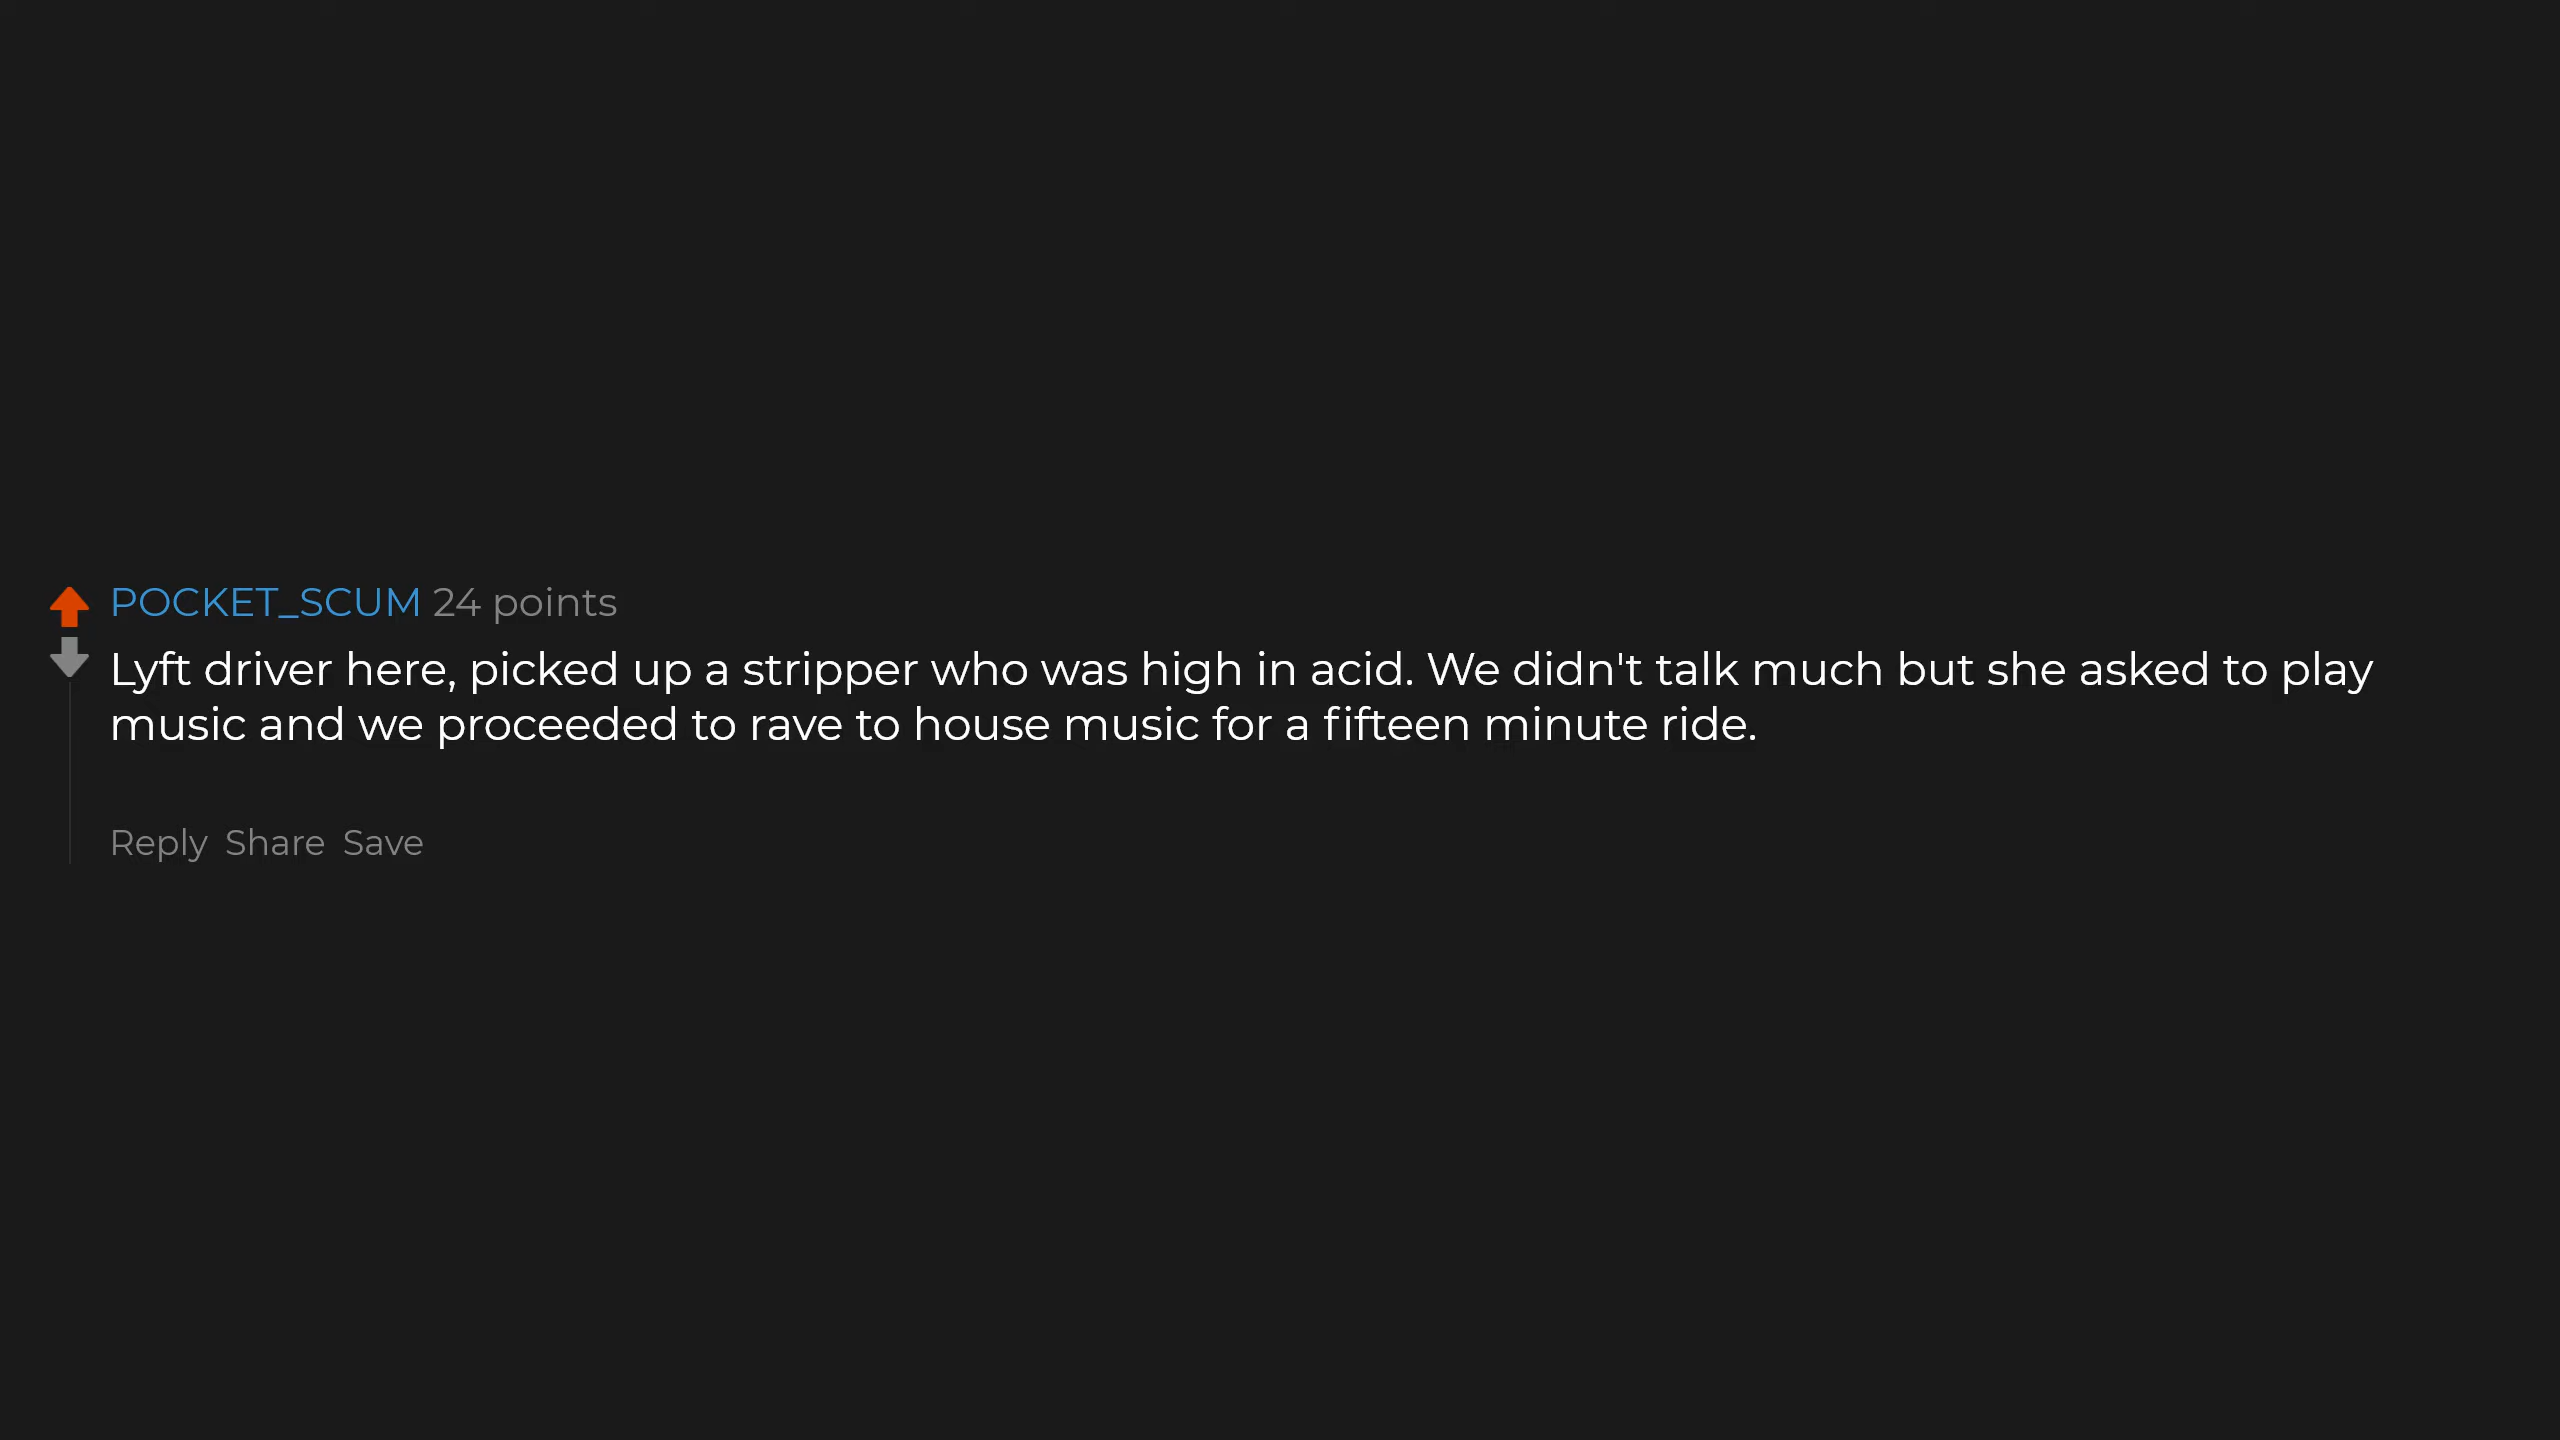 POCKET_SCUM 24 points
Lyft driver here, picked up a stripper who was high in acid. We didn't talk much but she asked to play
music and we proceeded to rave to house music for a fifteen minute ride.
Reply Share Save